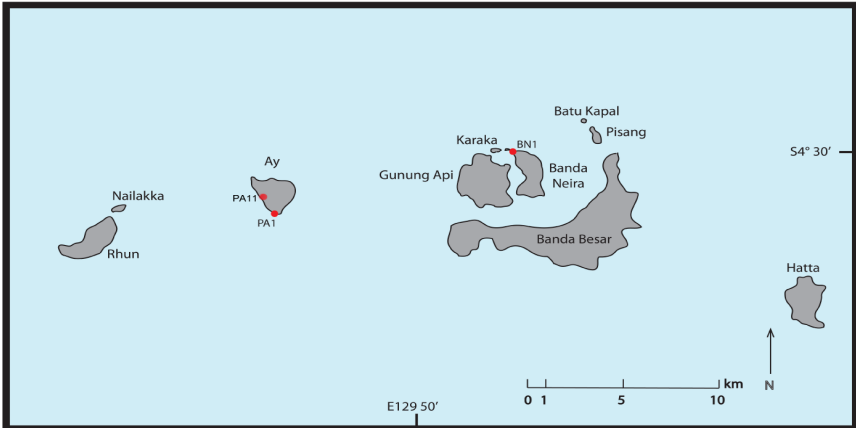 Batu Kapal
Pisang
Karaka
BN1
S4° 30'
Ay
Gunung Api
Banda
Neira
Nailakka
PA11
PA1
Rhun
Banda Besar
Hatta
km
0 1 5 10
N
E129 50'